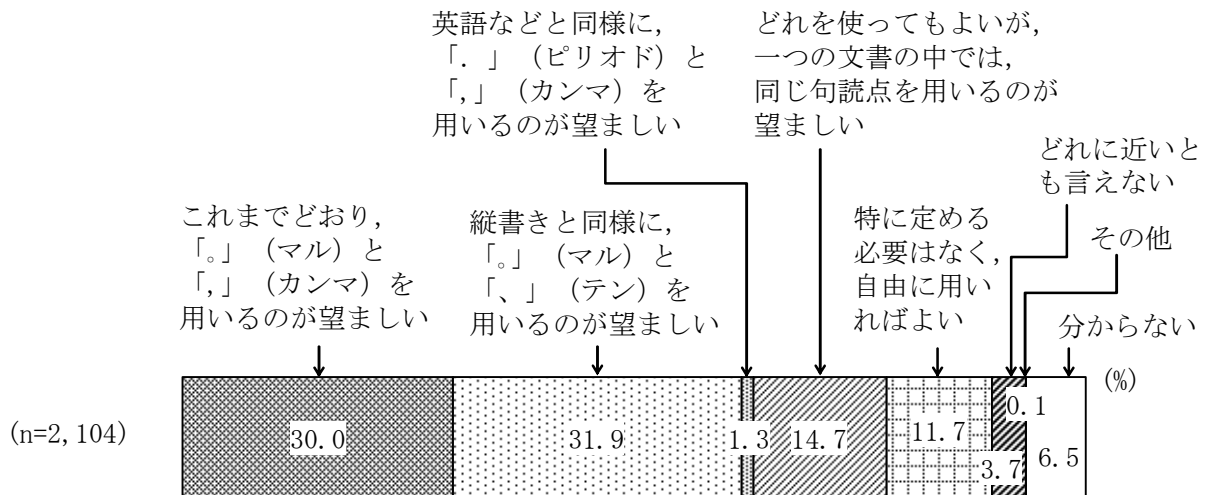 英語などと同様に,
「. 」（ピリオド）と
「,」（カンマ）を
用いるのが望ましい
どれを使ってもよいが,
一つの文書の中では,
同じ句読点を用いるのが
望ましい
どれに近いと
も言えない
これまでどおり,
「。」（マル）と
「,」（カンマ）を
用いるのが望ましい
縦書きと同様に,
「。」（マル）と
「、」（テン）を
用いるのが望ましい
特に定める
必要はなく,
自由に用い
ればよい
その他
分からない
(%)
(n=2,104)
30.0
31.9
1.3
14.7
11.7
3.7
0.1
6.5